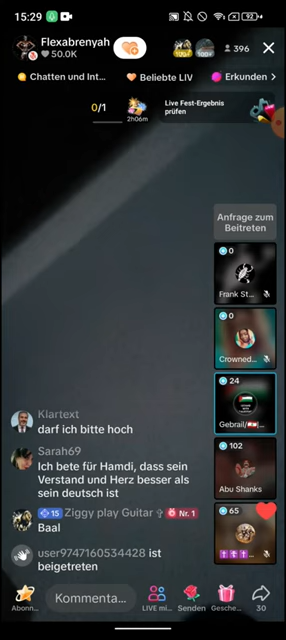 15:29
92
Flexabrenyah
50.0K
100+
100+
396
Chatten und Int...
Beliebte LIV
Erkunden >
0/1
2h06m
Live Fest-Ergebnis
prüfen
Anfrage zum
Beitreten
0
Frank St...
0
Crowned...
24
Gebrail/...
102
Abu Shanks
65
Klartext
darf ich bitte hoch
Sarah69
Ich bete für Hamdi, dass sein
Verstand und Herz besser als
sein deutsch ist
15 Ziggy play Guitar Nr. 1
Baal
user9747160534428 ist
beigetreten
Abonn...
Kommenta...
LIVE mi...
Senden
Gesche...
30